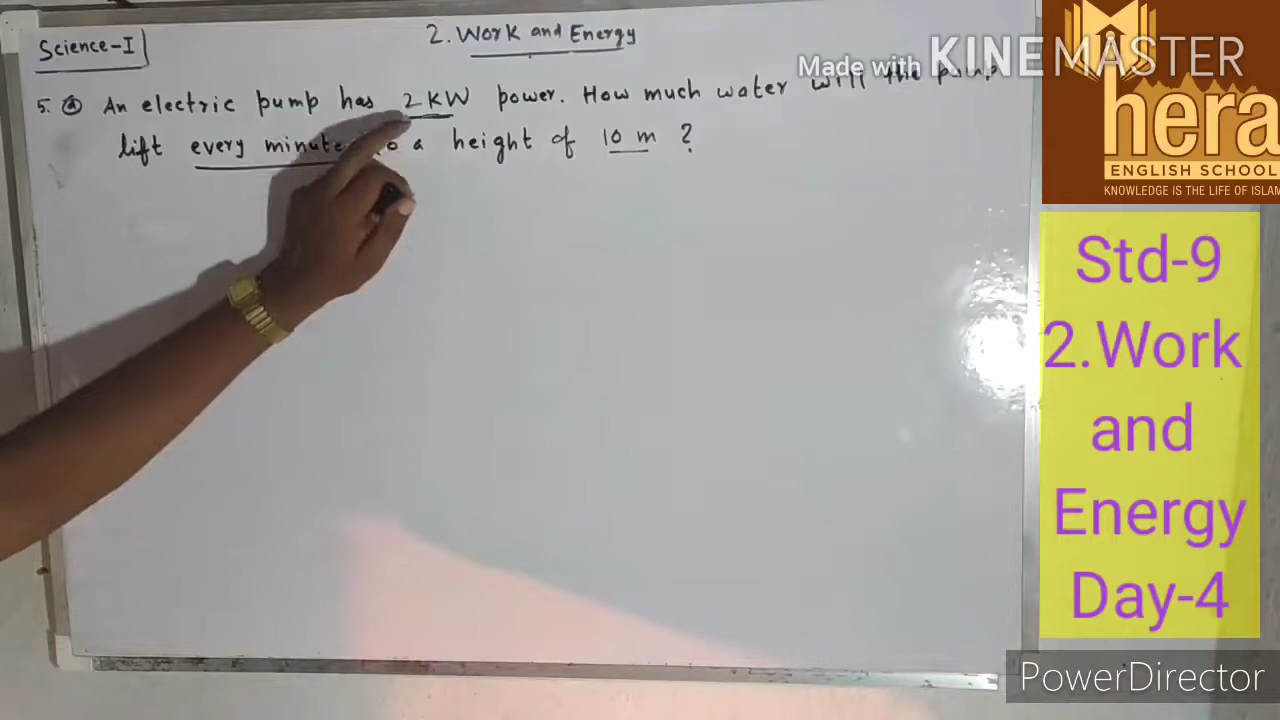 Science-I
2. Work and Energy
5. (a) An electric pump has 2 KW power. How much water will the pump
lift every minute to a height of 10 m ?
Made with KINEMASTER
hera
ENGLISH SCHOOL
KNOWLEDGE IS THE LIFE OF ISLAM
Std-9
2.Work
and
Energy
Day-4
PowerDirector